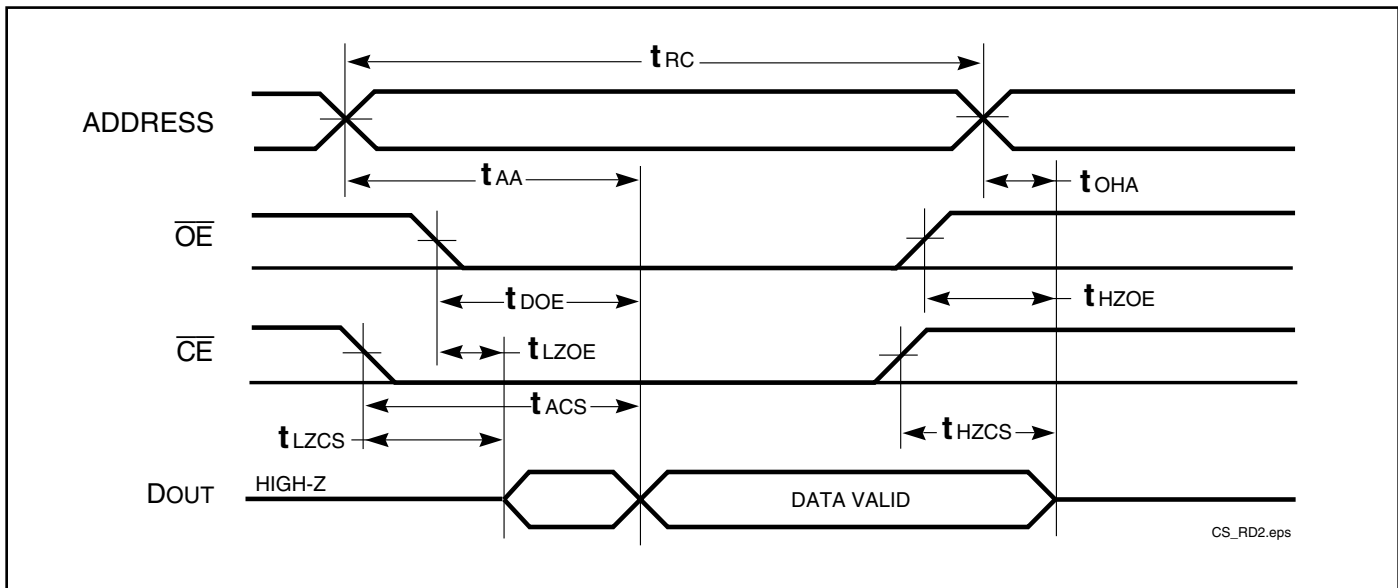 tRC
ADDRESS
tAA
tOHA
OE
tDOE
tHZOE
CE
tLZOE
tACS
tLZCS
tHZCS
DOUT
HIGH-Z
DATA VALID
CS_RD2.eps